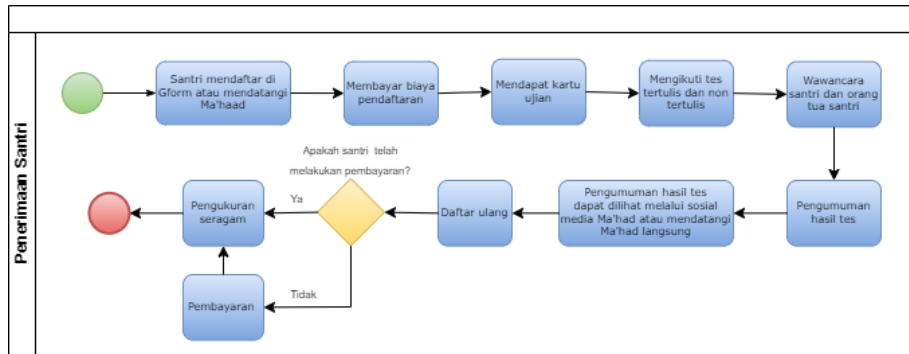 Penerimaan Santri
Santri mendaftar di
Gform atau mendatangi
Ma'haad
Membayar biaya
pendaftaran
Mendapat kartu
ujian
Mengikuti tes
tertulis dan non
tertulis
Wawancara
santri dan orang
tua santri
Pengumuman
hasil tes
Pengumuman hasil tes
dapat dilihat melalui sosial
media Ma'had atau mendatangi
Ma'had langsung
Daftar ulang
Apakah santri telah
melakukan pembayaran?
Ya
Tidak
Pembayaran
Pengukuran
seragam